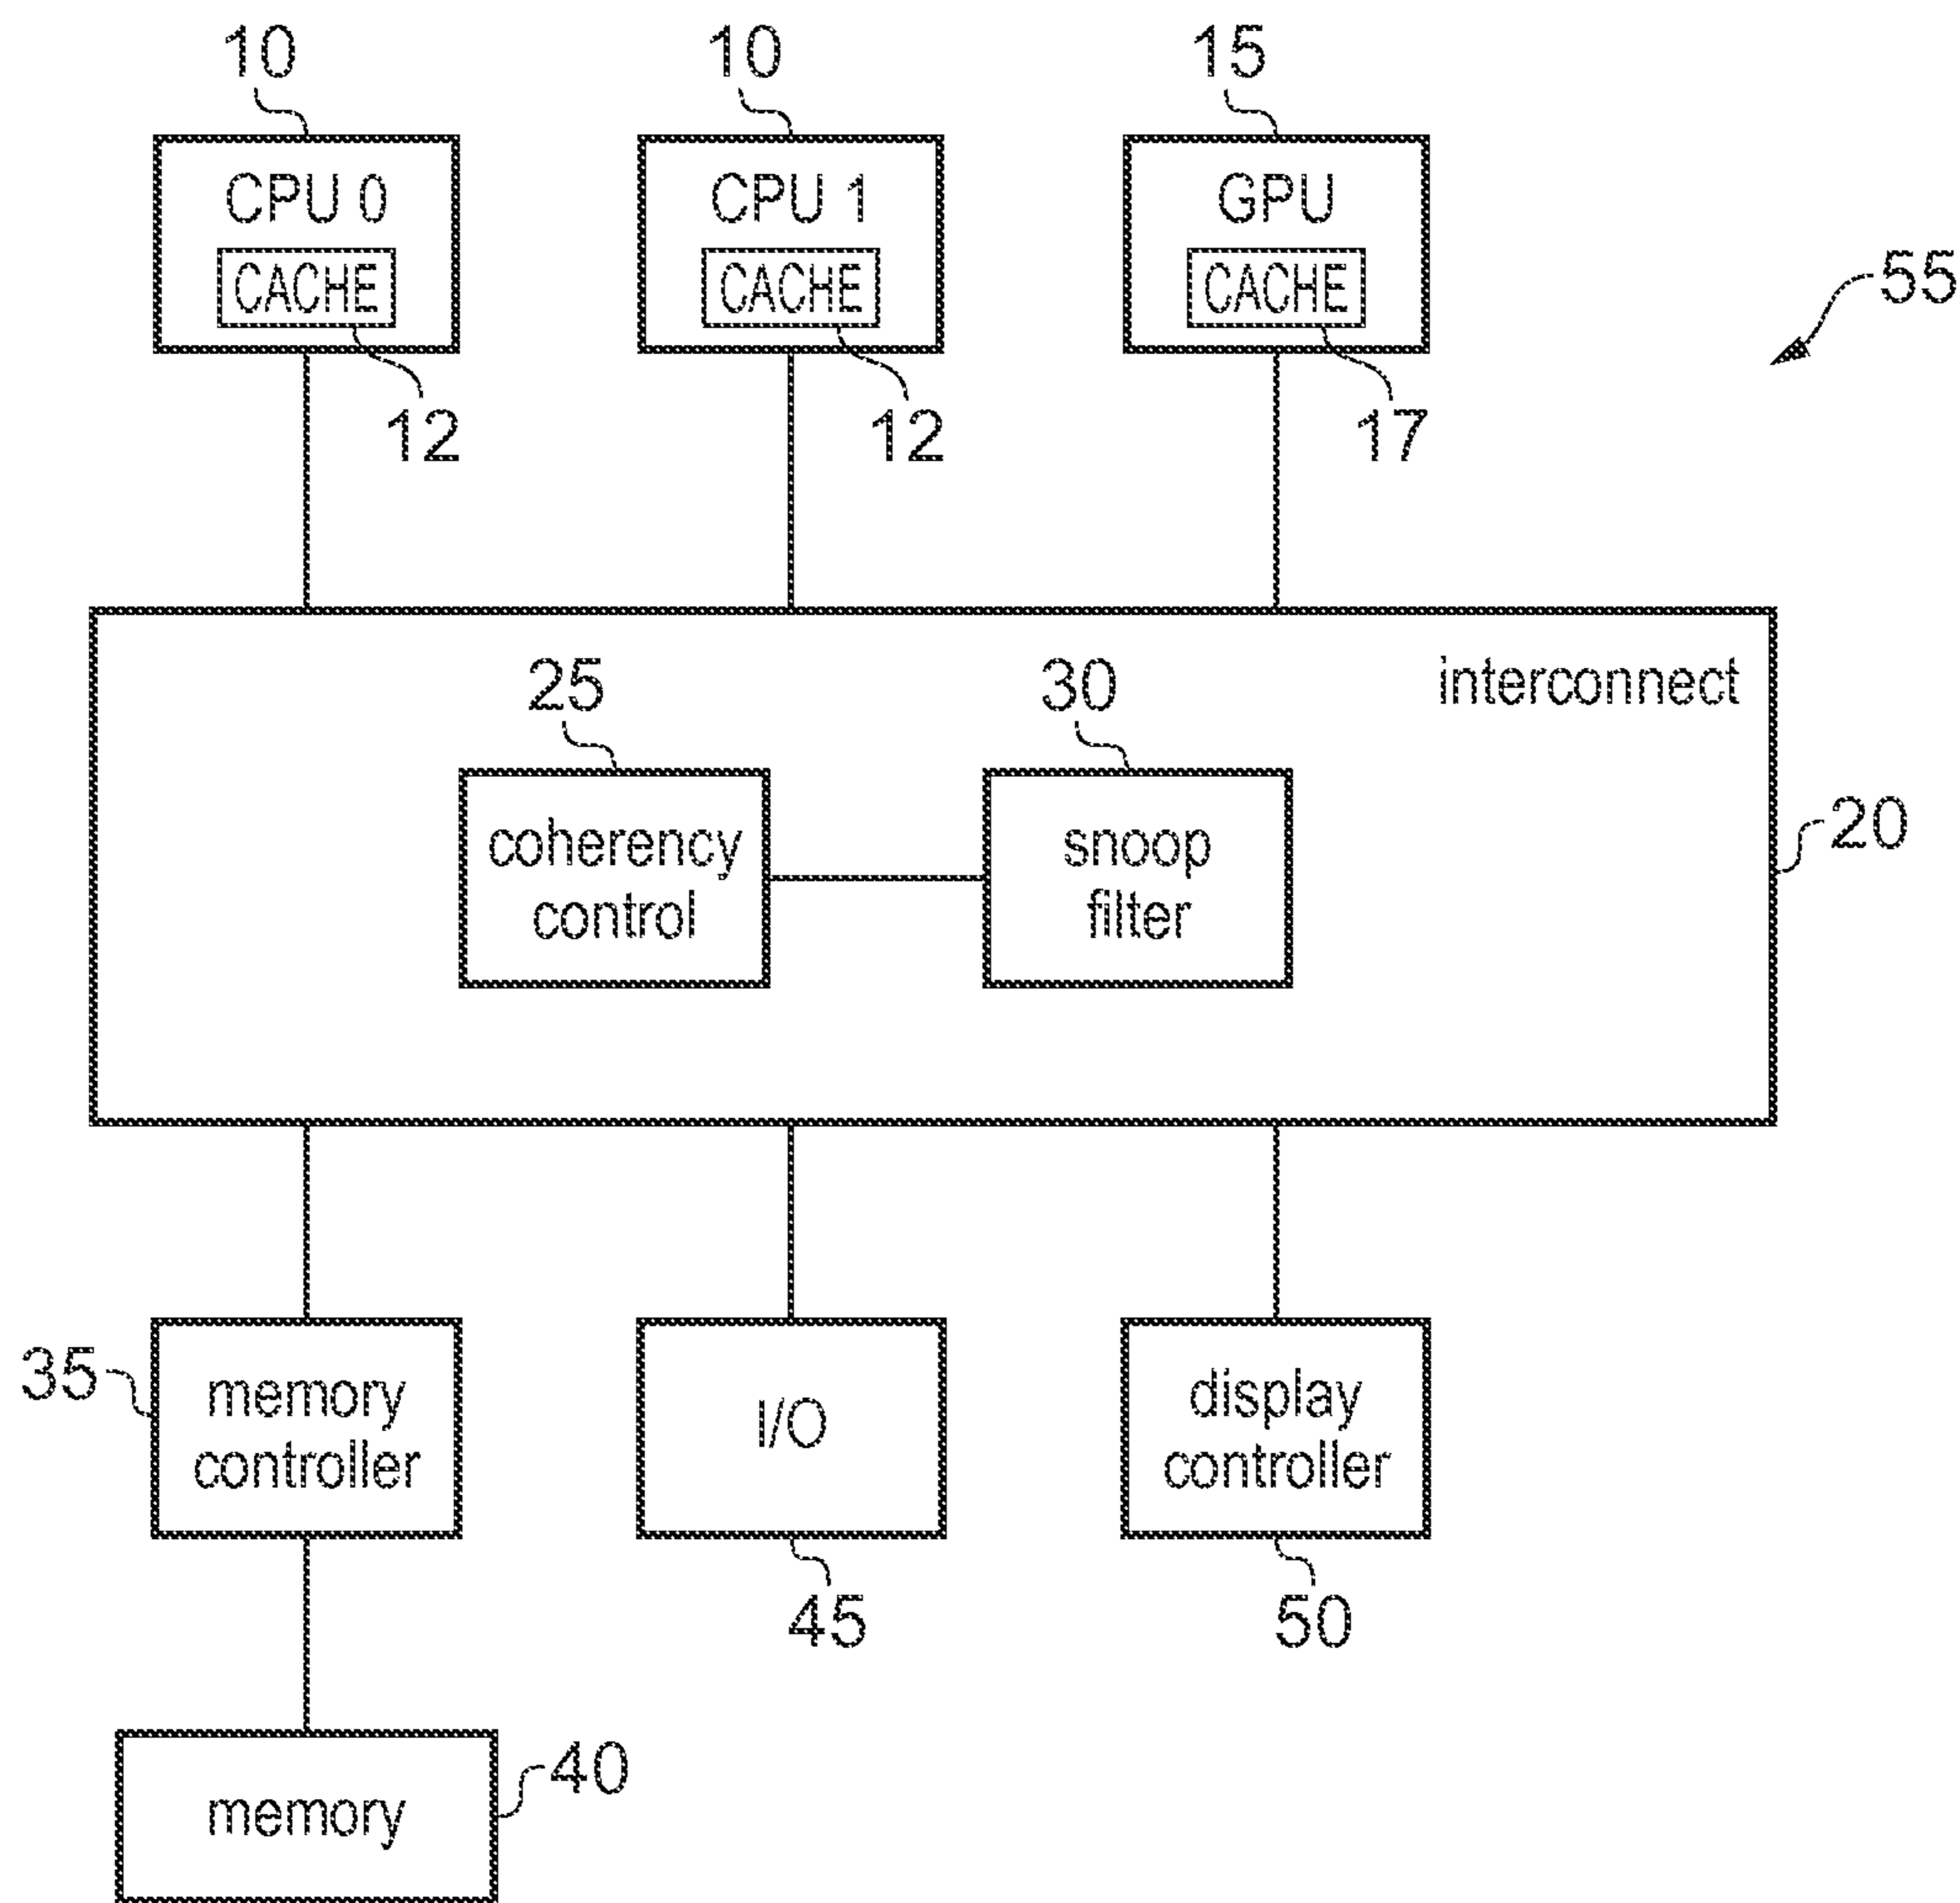 10
10
15
CPU 0
CPU 1
GPU
CACHE
CACHE
CACHE
55
12
12
17
interconnect
25
30
coherency
control
snoop
filter
20
35
memory
controller
I/O
display
controller
45
50
memory
40